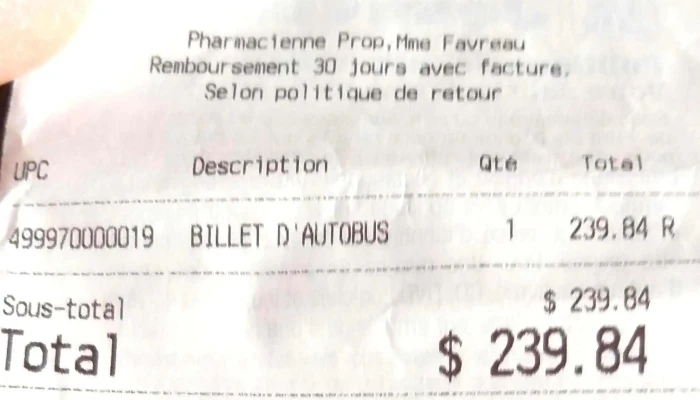 Pharmacienne Prop,Mme Favreau
Remboursement 30 jours avec facture.
Selon politique de retour
UPC Description Qté Total
499970000019 BILLET D'AUTOBUS 1 239.84 R
Sous-total $ 239.84
Total $ 239.84